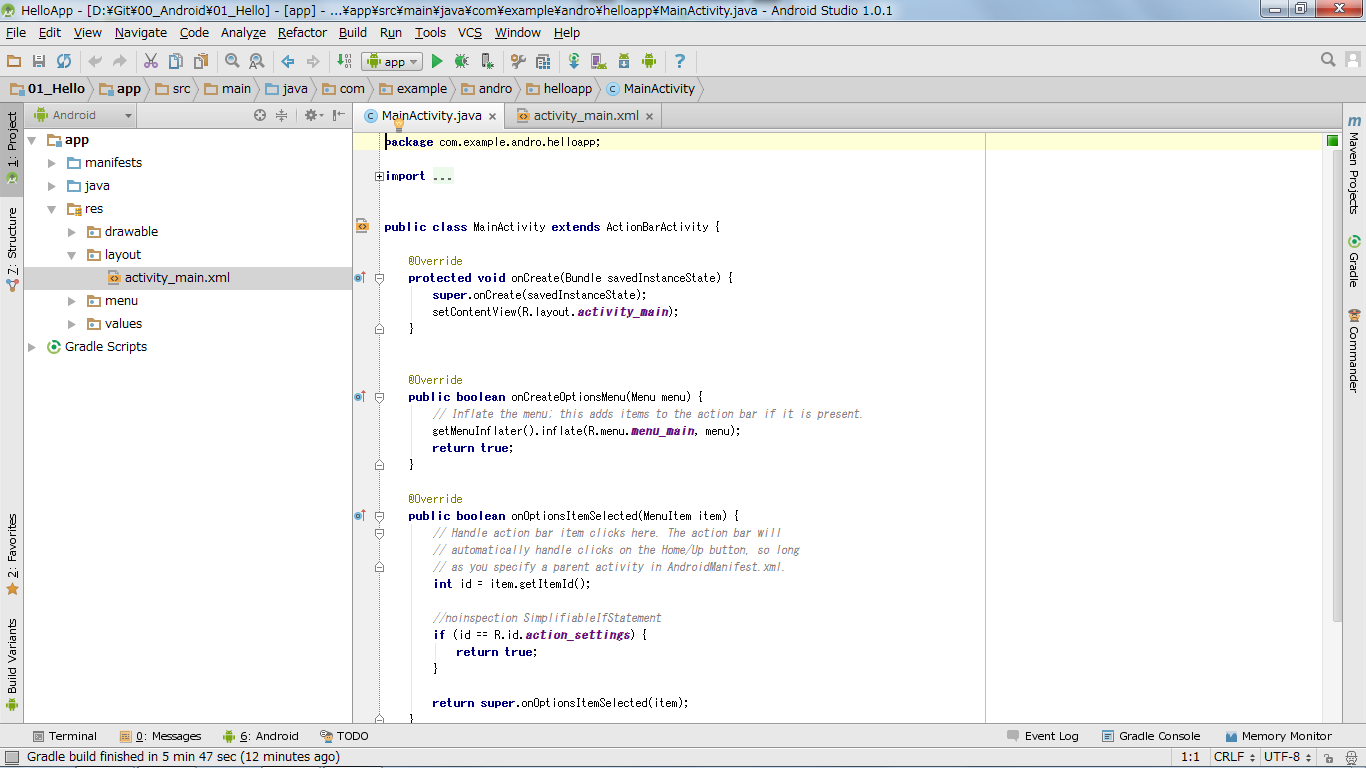 HelloApp - [D:¥Git¥00_Android¥01_Hello] - [app] - ...¥app¥src¥main¥java¥com¥example¥andro¥helloapp¥MainActivity.java - Android Studio 1.0.1
File Edit View Navigate Code Analyze Refactor Build Run Tools VCS Window Help
app
01_Hello app src main java com example andro helloapp MainActivity
Android
MainActivity.java activity_main.xml
1: Project
7: Structure
2: Favorites
Build Variants
app
manifests
java
res
drawable
layout
activity_main.xml
menu
values
Gradle Scripts
package com.example.andro.helloapp;
import ...
public class MainActivity extends ActionBarActivity {
@Override
protected void onCreate(Bundle savedInstanceState) {
super.onCreate(savedInstanceState);
setContentView(R.layout.activity_main);
}
@Override
public boolean onCreateOptionsMenu(Menu menu) {
// Inflate the menu; this adds items to the action bar if it is present.
getMenuInflater().inflate(R.menu.menu_main, menu);
return true;
}
@Override
public boolean onOptionsItemSelected(MenuItem item) {
// Handle action bar item clicks here. The action bar will
// automatically handle clicks on the Home/Up button, so long
// as you specify a parent activity in AndroidManifest.xml.
int id = item.getItemId();
//noinspection SimplifiableIfStatement
if (id == R.id.action_settings) {
return true;
}
return super.onOptionsItemSelected(item);
}
Maven Projects
Gradle
Commander
Terminal 0: Messages 6: Android TODO Event Log Gradle Console Memory Monitor
Gradle build finished in 5 min 47 sec (12 minutes ago) 1:1 CRLF UTF-8